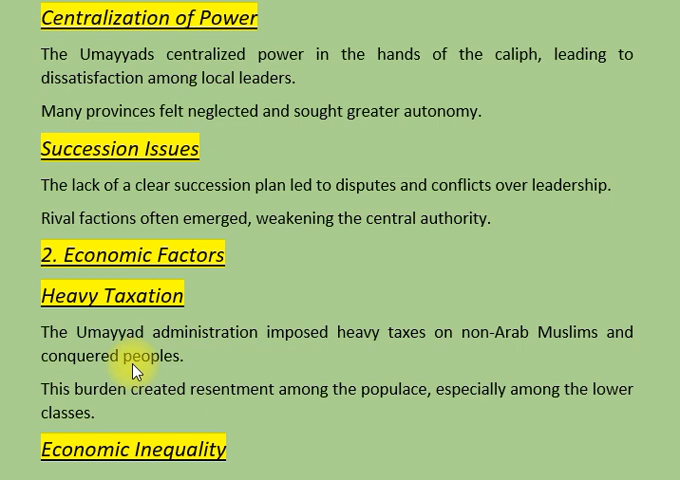 Centralization of Power
The Umayyads centralized power in the hands of the caliph, leading to
dissatisfaction among local leaders.
Many provinces felt neglected and sought greater autonomy.
Succession Issues
The lack of a clear succession plan led to disputes and conflicts over leadership.
Rival factions often emerged, weakening the central authority.
2. Economic Factors
Heavy Taxation
The Umayyad administration imposed heavy taxes on non-Arab Muslims and
conquered peoples.
This burden created resentment among the populace, especially among the lower
classes.
Economic Inequality